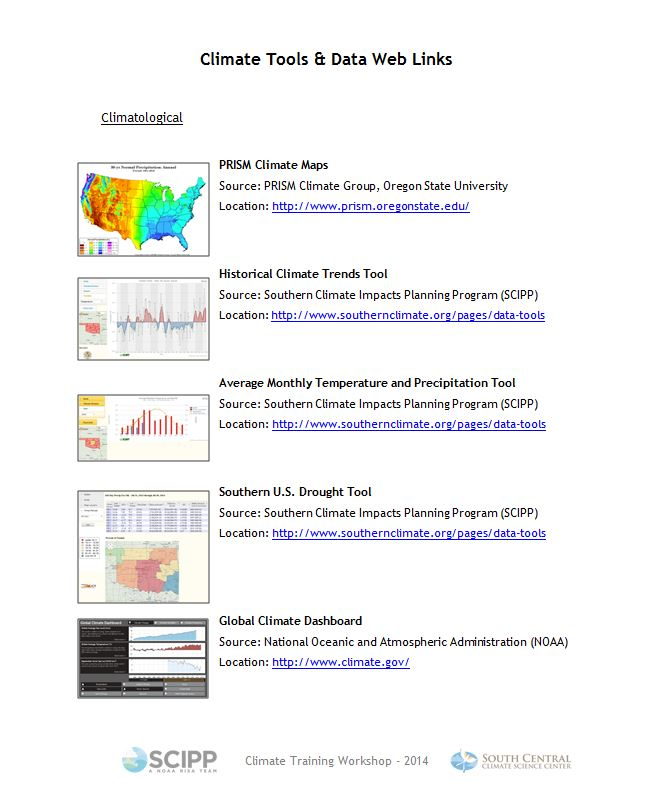 Climate Tools & Data Web Links
Climatological
PRISM Climate Maps
Source: PRISM Climate Group, Oregon State University
Location: http://www.prism.oregonstate.edu/
Historical Climate Trends Tool
Source: Southern Climate Impacts Planning Program (SCIPP)
Location: http://www.southernclimate.org/pages/data-tools
Average Monthly Temperature and Precipitation Tool
Source: Southern Climate Impacts Planning Program (SCIPP)
Location: http://www.southernclimate.org/pages/data-tools
Southern U.S. Drought Tool
Source: Southern Climate Impacts Planning Program (SCIPP)
Location: http://www.southernclimate.org/pages/data-tools
Global Climate Dashboard
Global Climate Dashboard
Source: National Oceanic and Atmospheric Administration (NOAA)
Location: http://www.climate.gov/
SCIPP
A NOAA RISA TEAM
Climate Training Workshop - 2014
SOUTH CENTRAL
CLIMATE SCIENCE CENTER